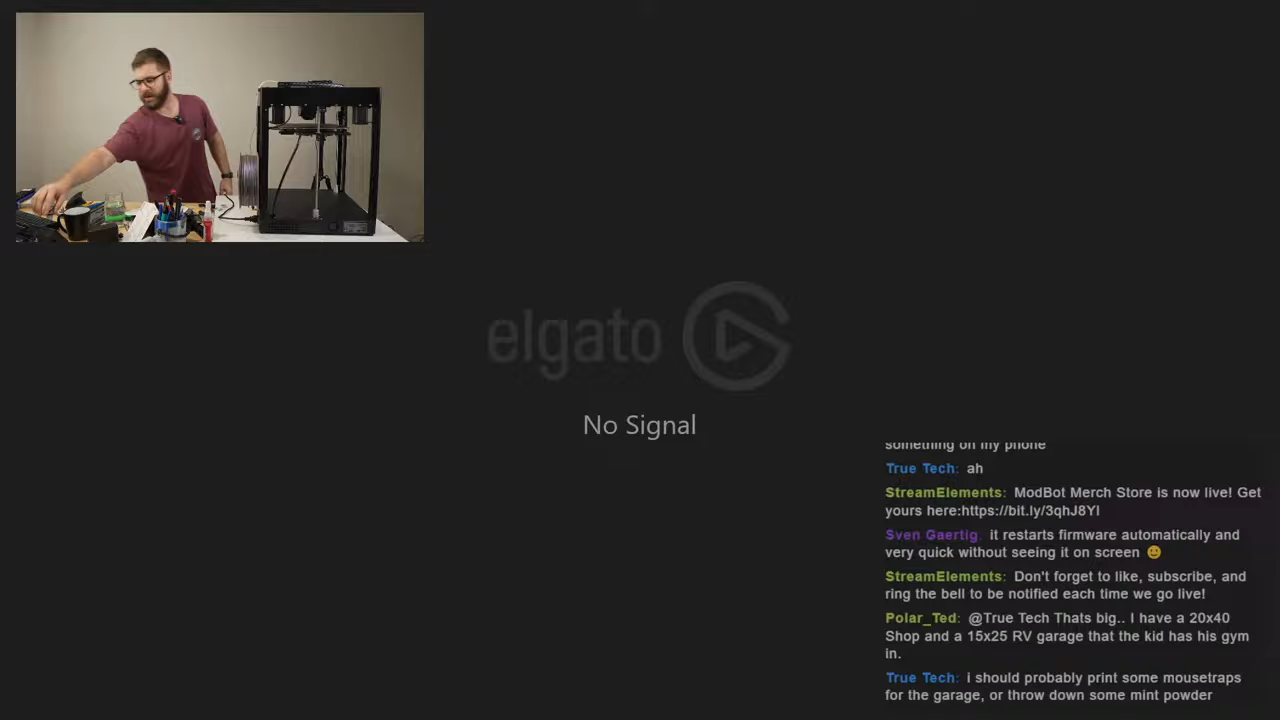 elgato
No Signal
something on my phone
True Tech: ah
StreamElements: ModBot Merch Store is now live! Get
yours here:https://bit.ly/3qhJ8YI
Sven Gaertig: it restarts firmware automatically and
very quick without seeing it on screen 🙂
StreamElements: Don't forget to like, subscribe, and
ring the bell to be notified each time we go live!
Polar_Ted: @True Tech Thats big.. I have a 20x40
Shop and a 15x25 RV garage that the kid has his gym
in.
True Tech: i should probably print some mousetraps
for the garage, or throw down some mint powder